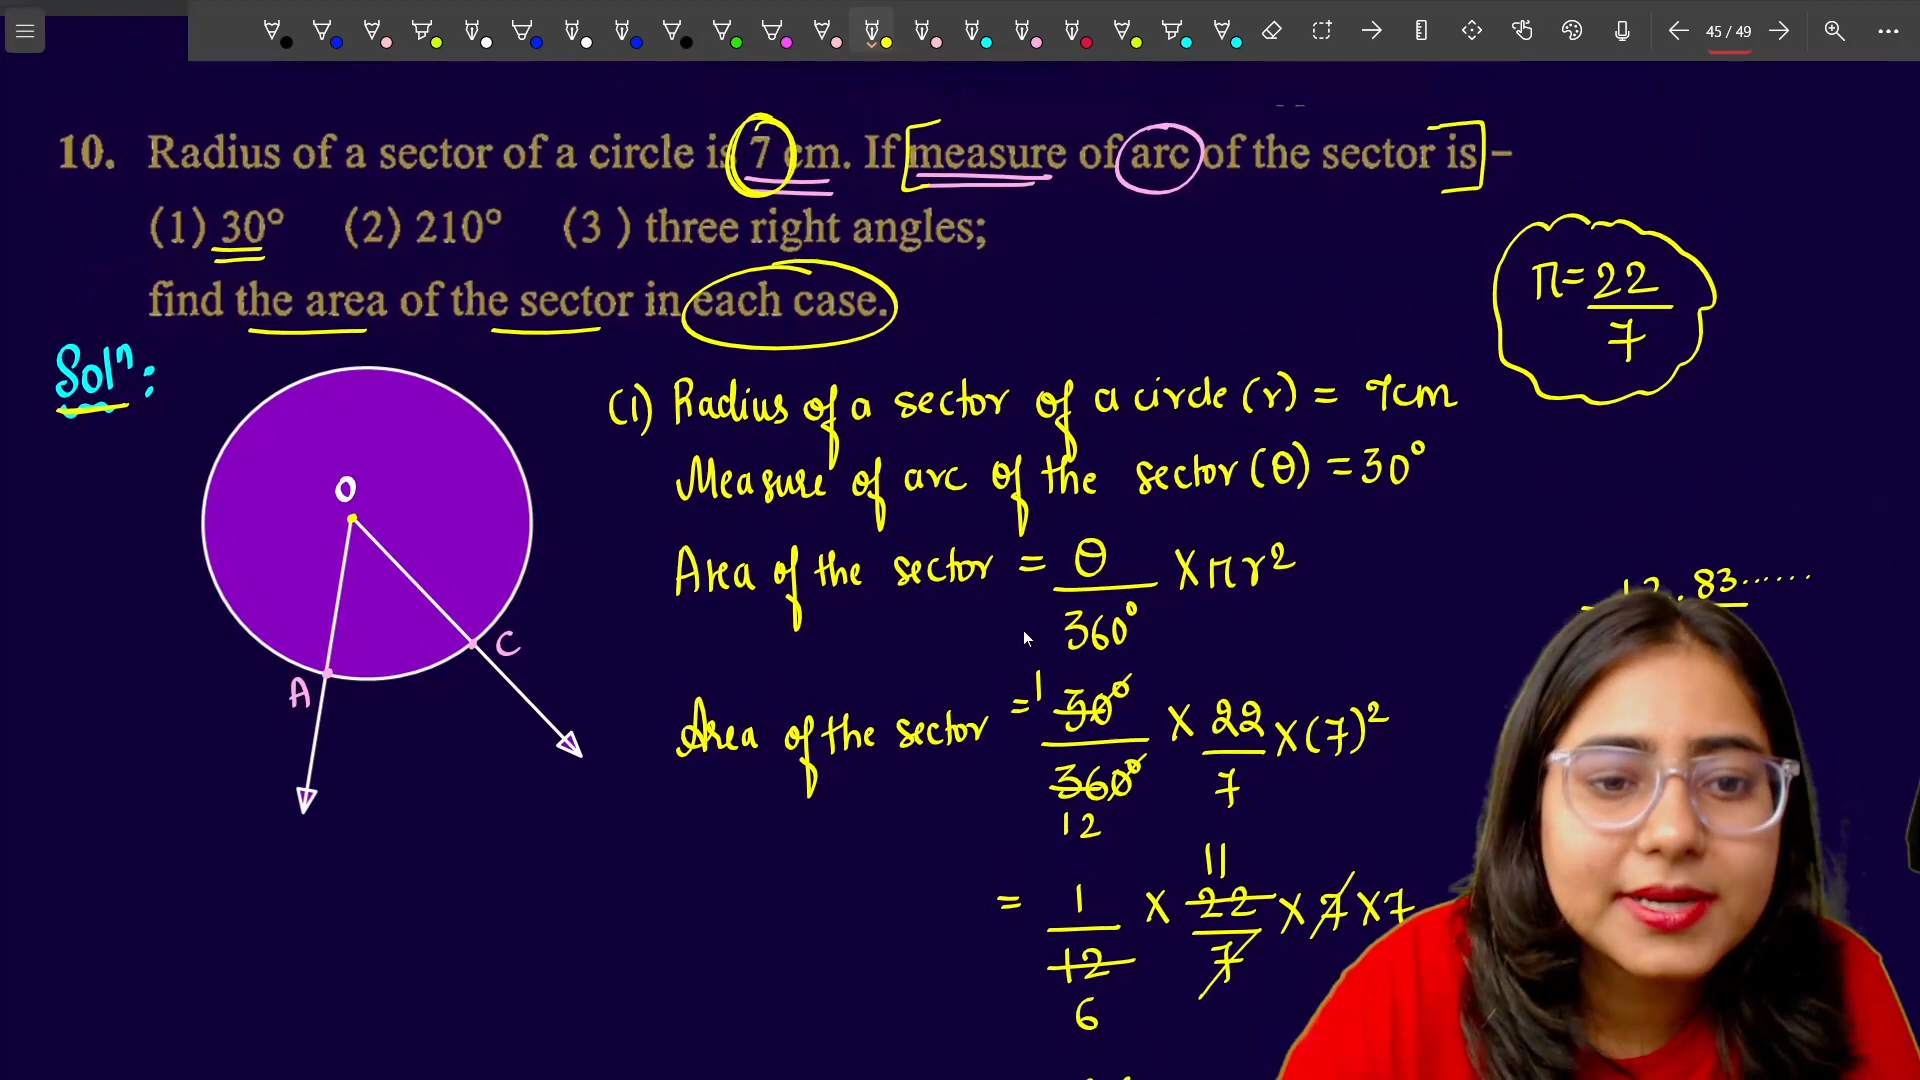 45 / 49
10. Radius of a sector of a circle is 7 cm. If measure of arc of the sector is –
(1) 30° (2) 210° (3 ) three right angles;
find the area of the sector in each case.
π = 22/7
Solⁿ:
O
A
C
(1) Radius of a sector of a circle (r) = 7cm
Measure of arc of the sector (θ) = 30°
Area of the sector = θ/360° × πr²
.83......
Area of the sector = 1 30°/360° 12 × 22/7 × (7)²
= 1/12 6 × 11 22/7 × 7 × 7